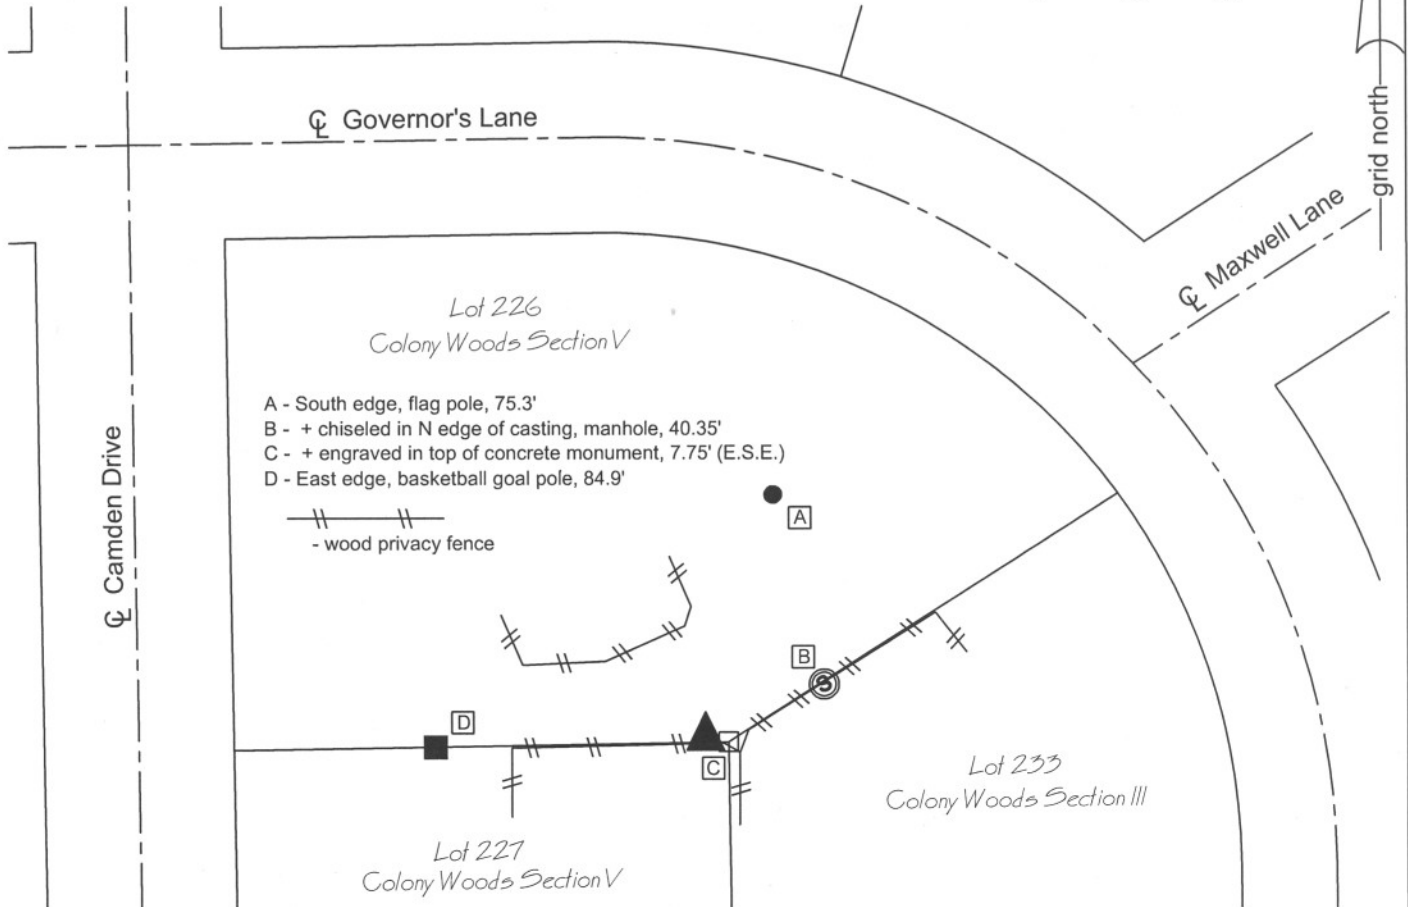 ℄ Governor's Lane
grid north
℄ Maxwell Lane
Lot 226
Colony Woods Section V
A - South edge, flag pole, 75.3'
B - + chiseled in N edge of casting, manhole, 40.35'
C - + engraved in top of concrete monument, 7.75' (E.S.E.)
D - East edge, basketball goal pole, 84.9'
- wood privacy fence
℄ Camden Drive
A
B
S
D
C
Lot 233
Colony Woods Section III
Lot 227
Colony Woods Section V